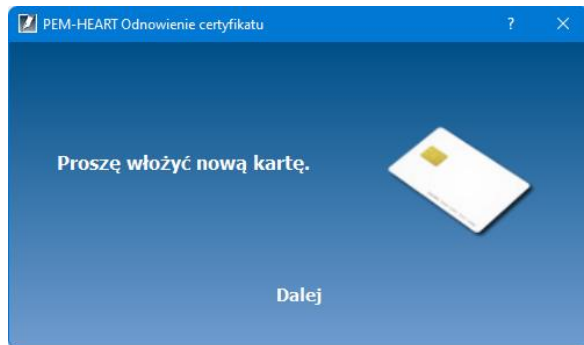 PEM-HEART Odnowienie certyfikatu
Proszę włożyć nową kartę.
Dalej